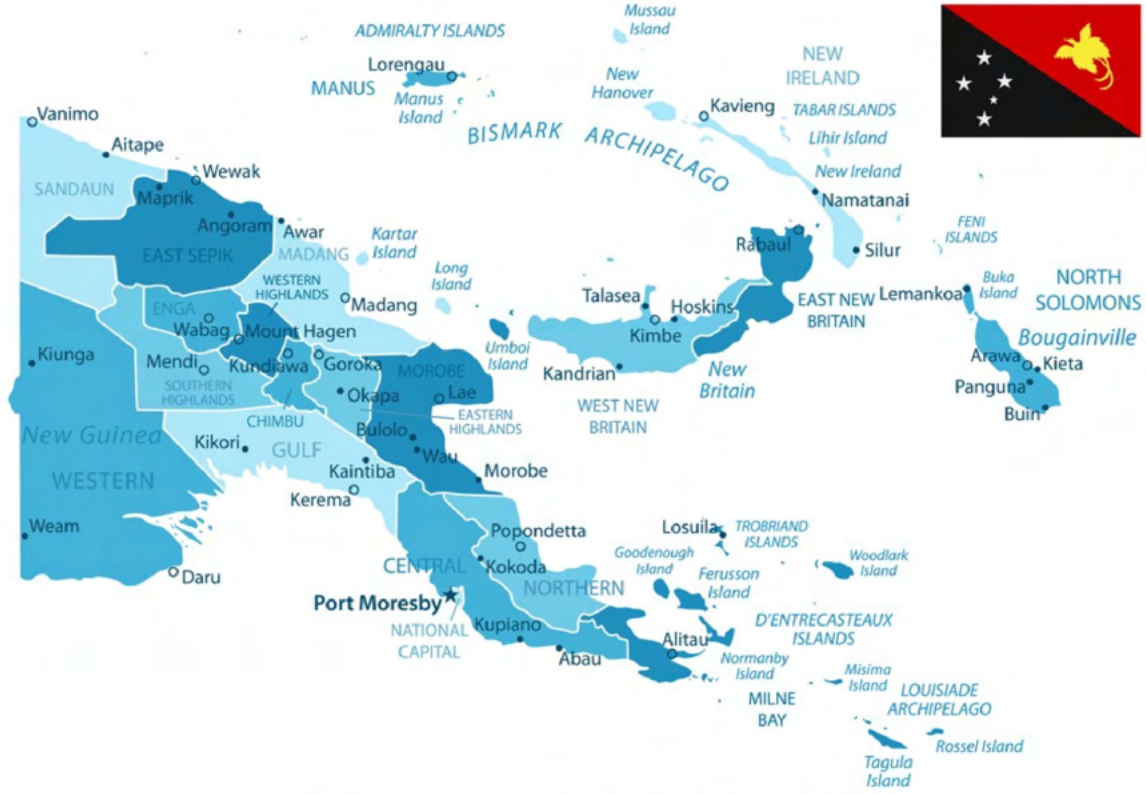 Mussau
Island
ADMIRALTY ISLANDS
Lorengau
MANUS
Manus
Island
New
Hanover
NEW
IRELAND
Kavieng
TABAR ISLANDS
Lihir Island
New Ireland
Namatanai
BISMARK ARCHIPELAGO
Vanimo
Aitape
Wewak
SANDAUN
Maprik
Angoram
Awar
EAST SEPIK
MADANG
Kartar
Island
Long
Island
Rabaul
Silur
FENI
ISLANDS
WESTERN
HIGHLANDS
Madang
ENGA
Wabag
Mount Hagen
Talasea
Hoskins
Kimbe
EAST NEW
BRITAIN
Lemankoa
Buka
Island
NORTH
SOLOMONS
Bougainville
Kiunga
Mendi
Kundiawa
Goroka
MOROBE
Umboi
Island
Kandrian
New
Britain
Arawa
Kieta
Panguna
Buin
SOUTHERN
HIGHLANDS
Okapa
Lae
CHIMBU
EASTERN
HIGHLANDS
WEST NEW
BRITAIN
New Guinea
WESTERN
Kikori
GULF
Bulolo
Wau
Kaintiba
Morobe
Kerema
Weam
Daru
Popondetta
Losuila
TROBRIAND
ISLANDS
CENTRAL
Kokoda
NORTHERN
Goodenough
Island
Ferusson
Island
Woodlark
Island
Port Moresby
NATIONAL
CAPITAL
Kupiano
Abau
Alitau
D'ENTRECASTEAUX
ISLANDS
Normanby
Island
MILNE
BAY
Misima
Island
LOUISIADE
ARCHIPELAGO
Rossel Island
Tagula
Island